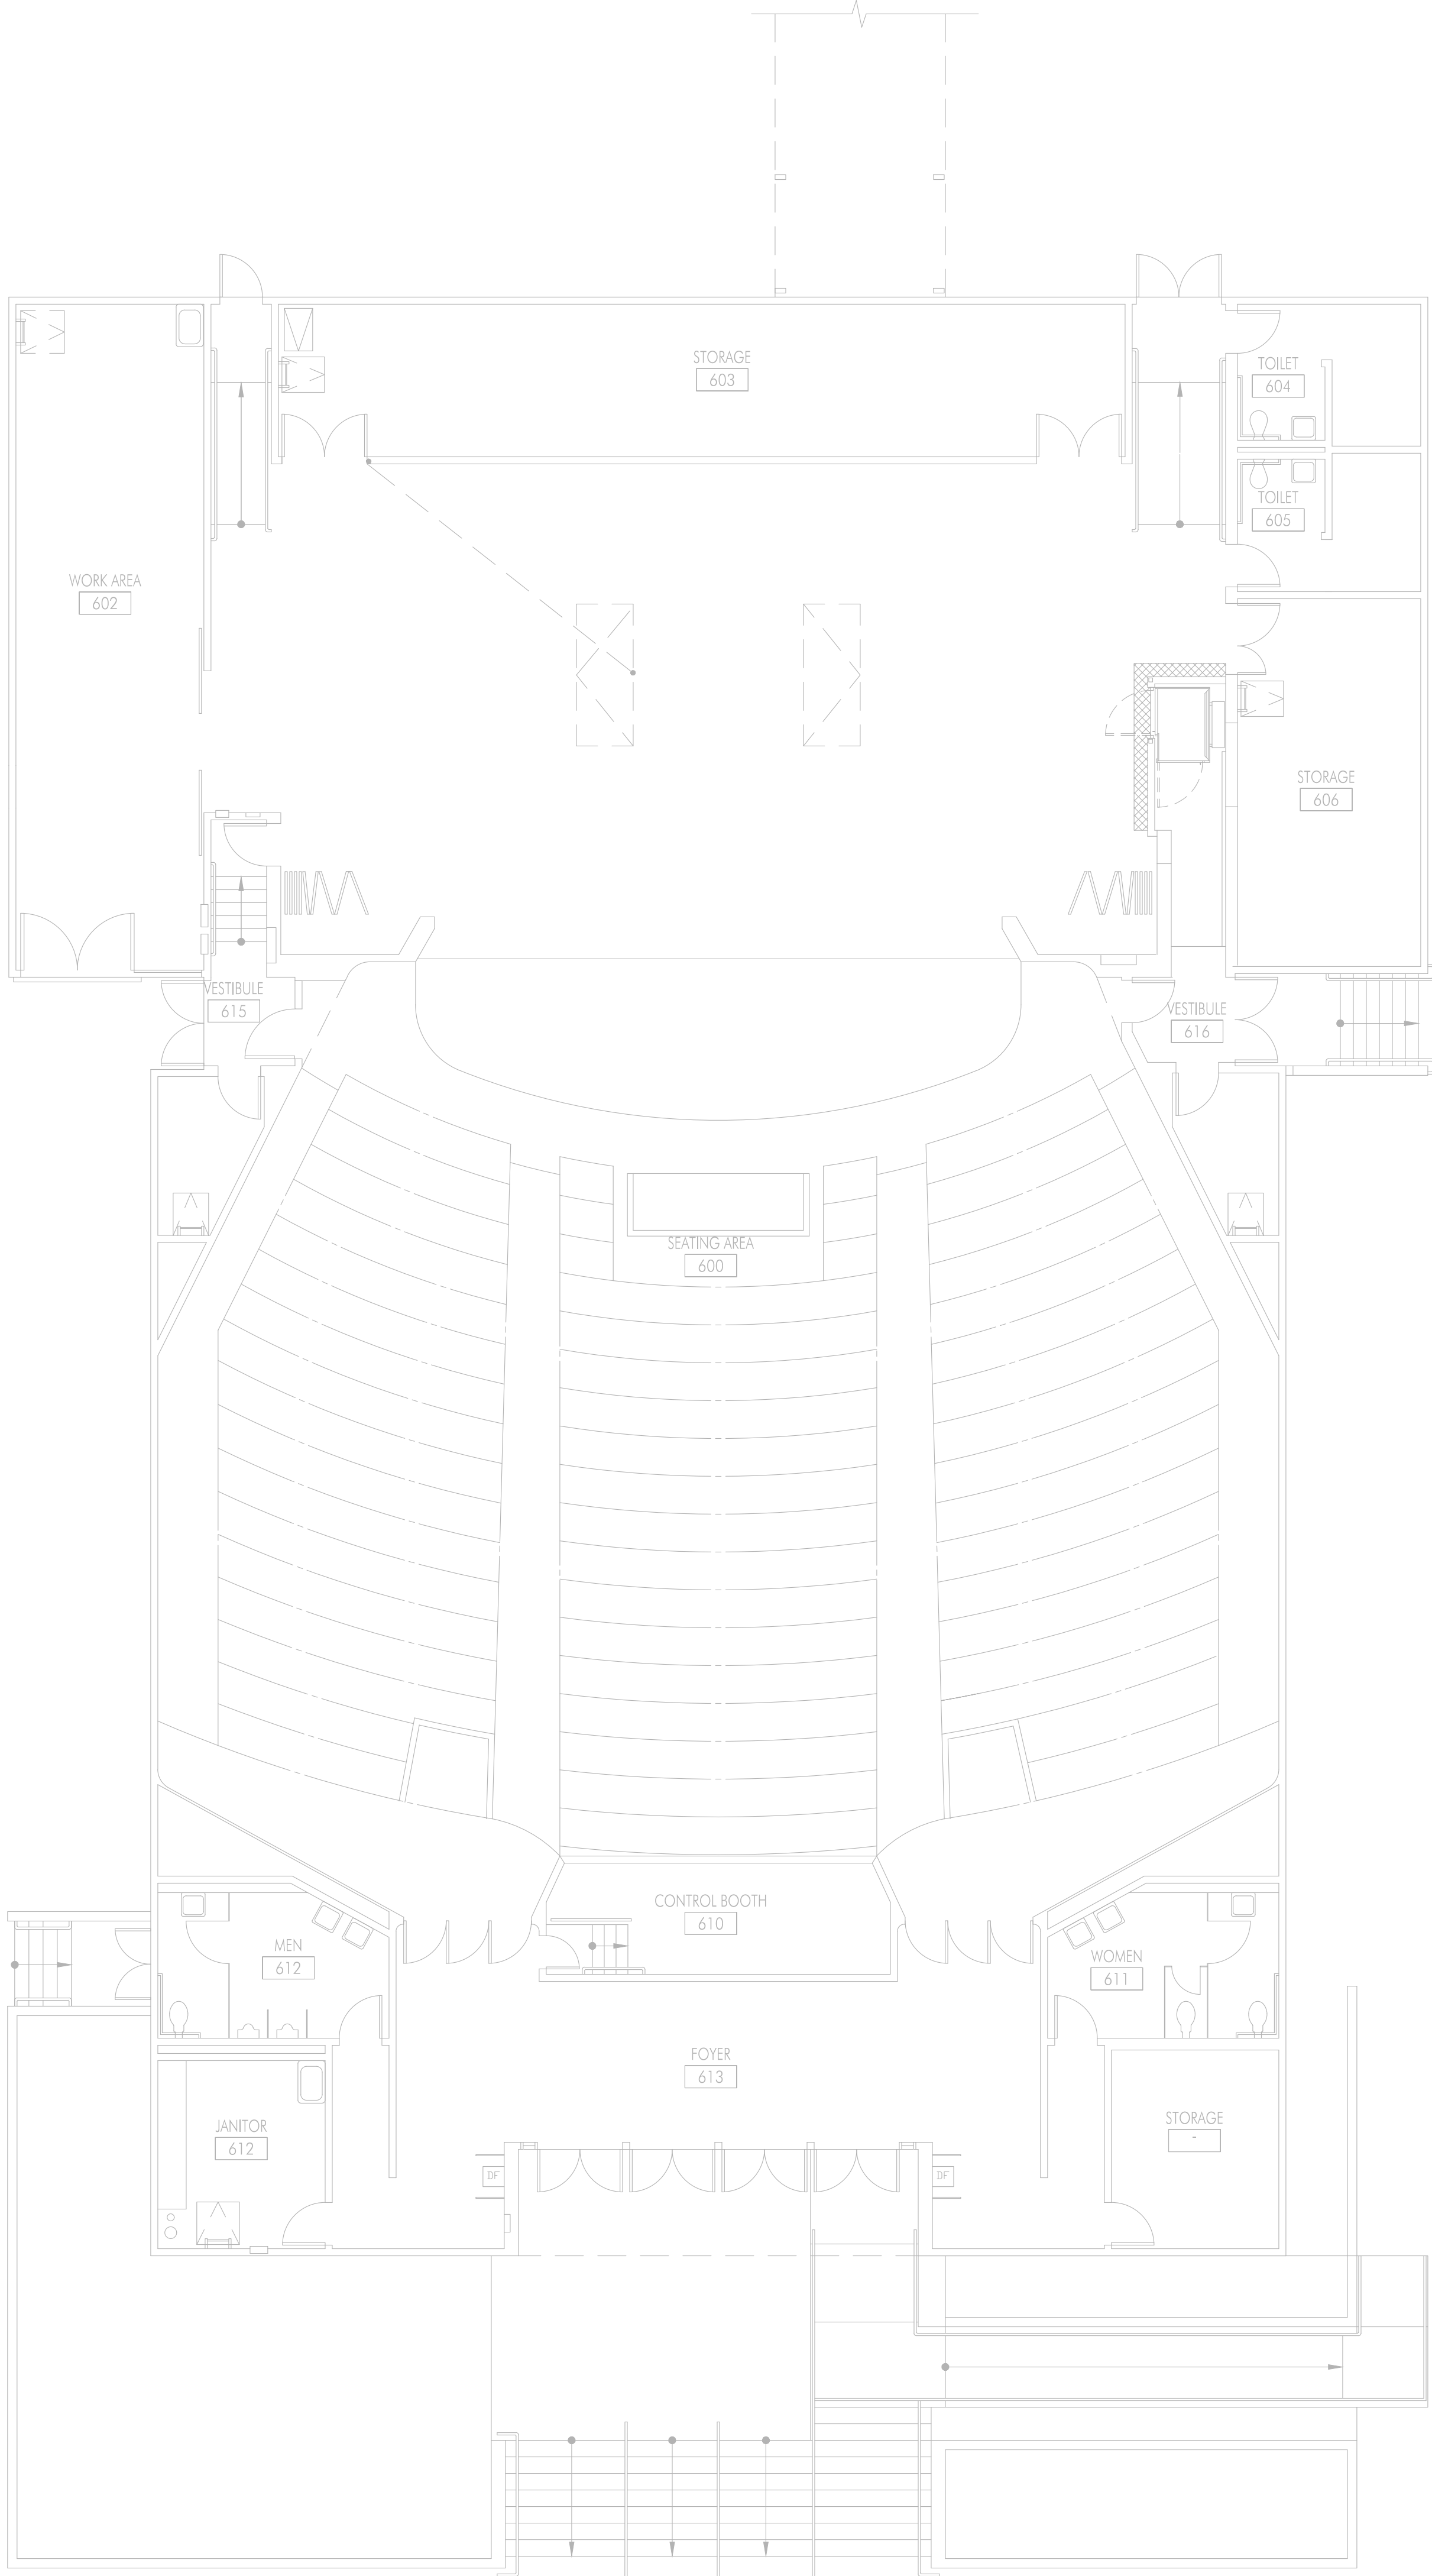 STORAGE
603
TOILET
604
TOILET
605
WORK AREA
602
STORAGE
606
VESTIBULE
615
VESTIBULE
616
SEATING AREA
600
CONTROL BOOTH
610
MEN
612
WOMEN
611
FOYER
613
JANITOR
612
STORAGE
-
DF
DF